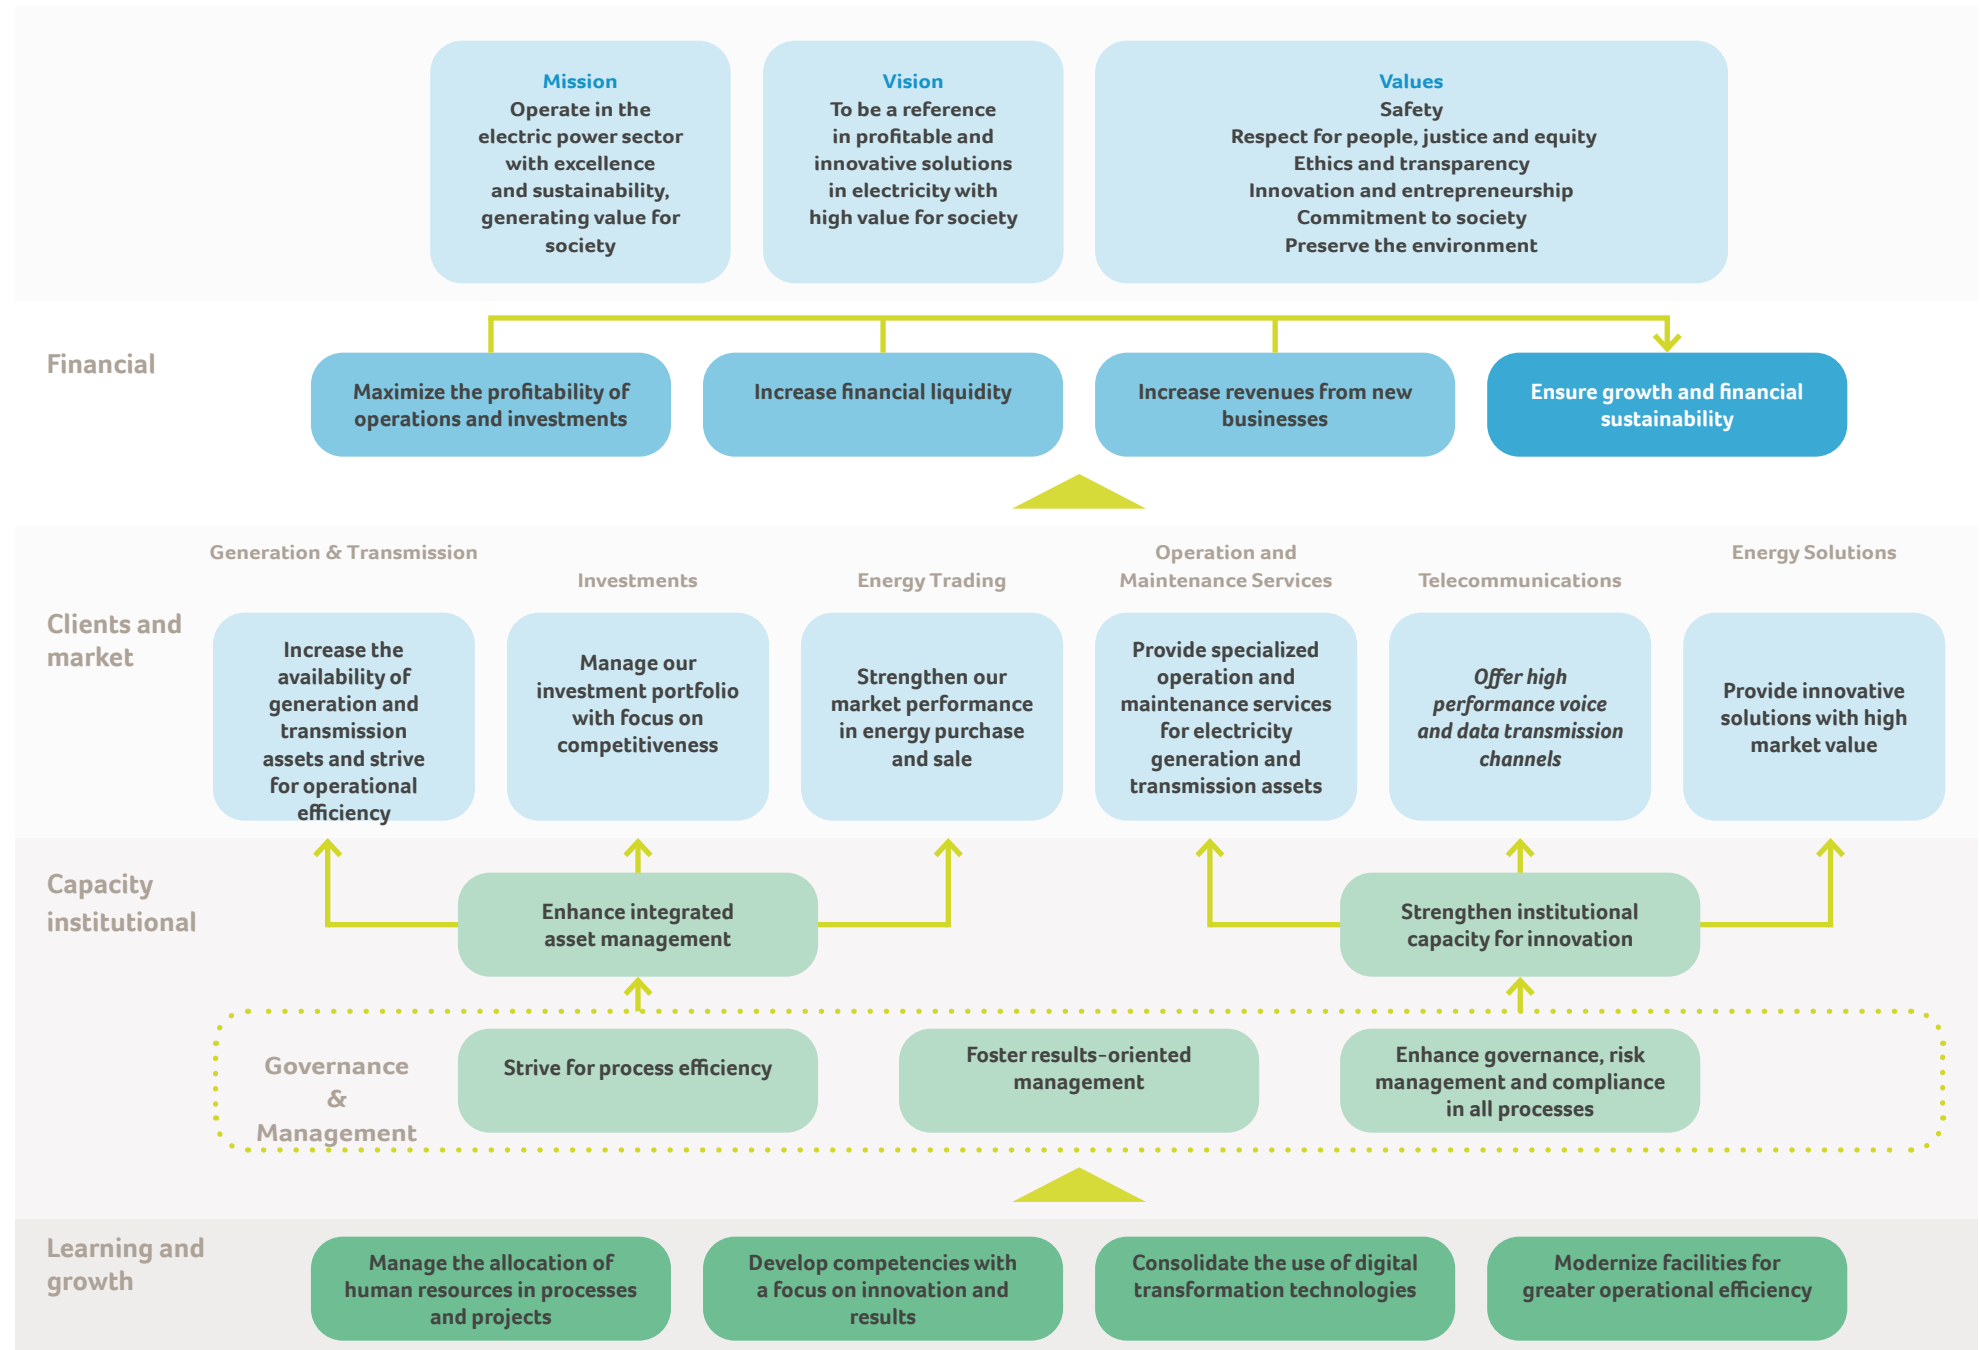 Mission
Operate in the
electric power sector
with excellence
and sustainability,
generating value for
society
Vision
To be a reference
in profitable and
innovative solutions
in electricity with
high value for society
Values
Safety
Respect for people, justice and equity
Ethics and transparency
Innovation and entrepreneurship
Commitment to society
Preserve the environment
Financial
Maximize the profitability of
operations and investments
Increase financial liquidity
Increase revenues from new
businesses
Ensure growth and financial
sustainability
Clients and
market
Generation & Transmission
Increase the
availability of
generation and
transmission
assets and strive
for operational
efficiency
Investments
Manage our
investment portfolio
with focus on
competitiveness
Energy Trading
Strengthen our
market performance
in energy purchase
and sale
Operation and
Maintenance Services
Provide specialized
operation and
maintenance services
for electricity
generation and
transmission assets
Telecommunications
Offer high
performance voice
and data transmission
channels
Energy Solutions
Provide innovative
solutions with high
market value
Capacity
institutional
Enhance integrated
asset management
Strengthen institutional
capacity for innovation
Governance
&
Management
Strive for process efficiency
Foster results-oriented
management
Enhance governance, risk
management and compliance
in all processes
Learning and
growth
Manage the allocation of
human resources in processes
and projects
Develop competencies with
a focus on innovation and
results
Consolidate the use of digital
transformation technologies
Modernize facilities for
greater operational efficiency